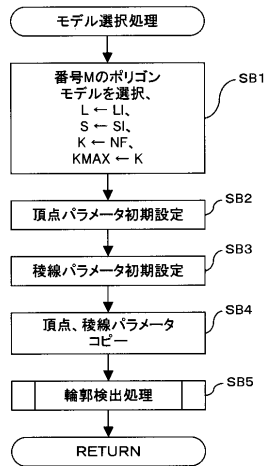 モデル選択処理
番号Mのポリゴン
モデルを選択、
L ← LI、
S ← SI、
K ← NF、
KMAX ← K
SB1
頂点パラメータ初期設定
SB2
稜線パラメータ初期設定
SB3
頂点、稜線パラメータ
コピー
SB4
輪郭検出処理
SB5
RETURN